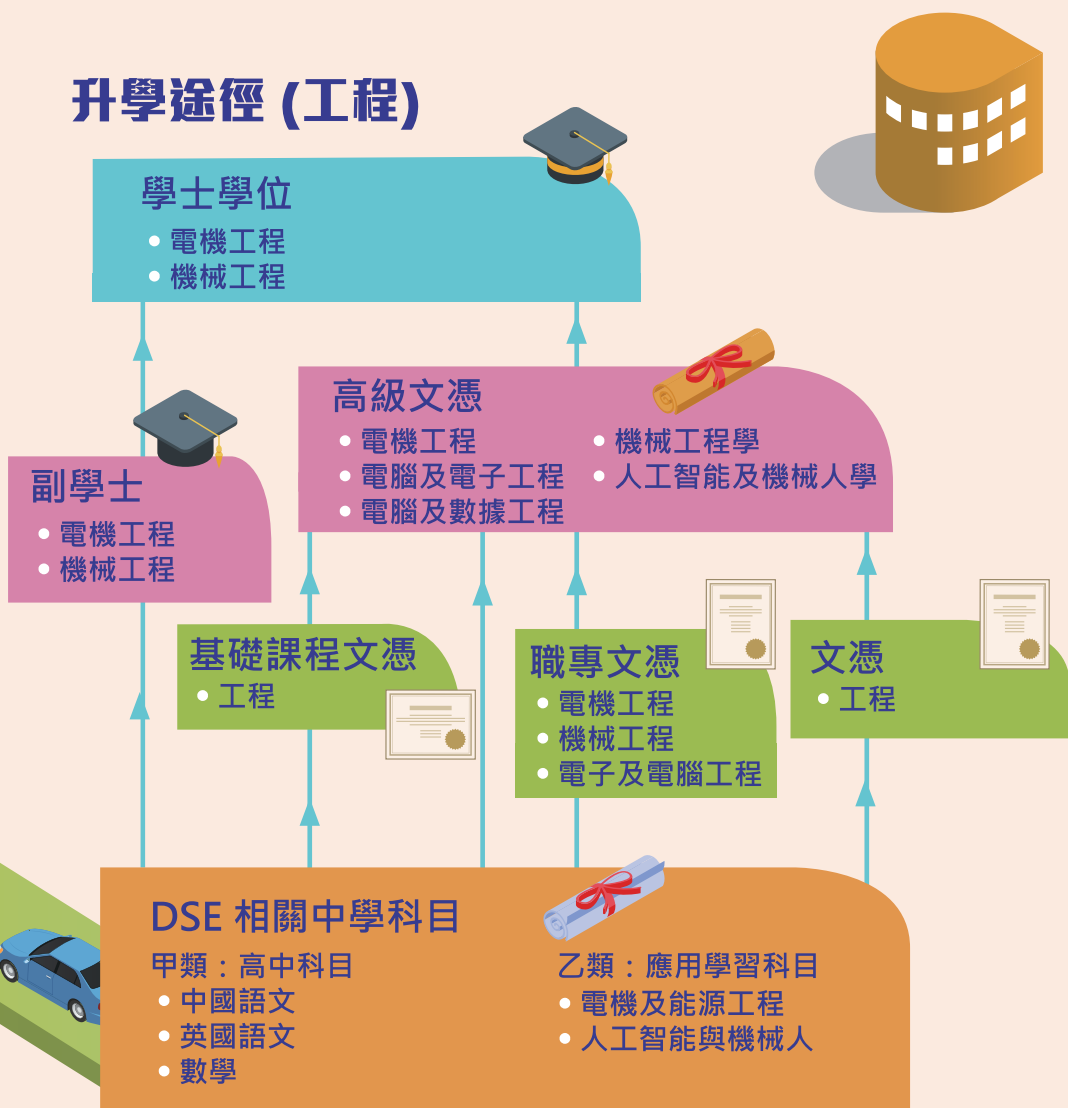 升學途徑 (工程)
學士學位
• 電機工程
• 機械工程
高級文憑
• 電機工程
• 電腦及電子工程
• 電腦及數據工程
• 機械工程學
• 人工智能及機械人學
副學士
• 電機工程
• 機械工程
基礎課程文憑
• 工程
職專文憑
• 電機工程
• 機械工程
• 電子及電腦工程
文憑
• 工程
DSE 相關中學科目
甲類：高中科目
• 中國語文
• 英國語文
• 數學
乙類：應用學習科目
• 電機及能源工程
• 人工智能與機械人